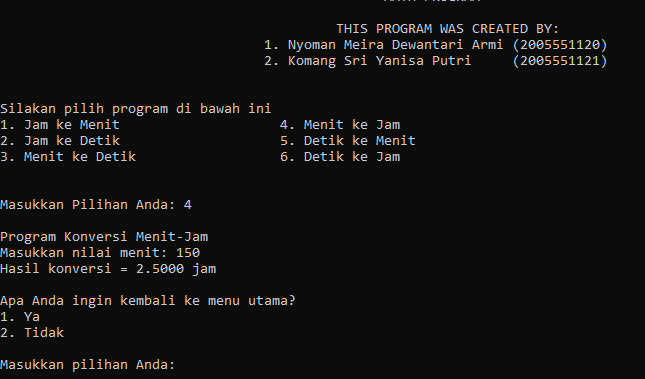 THIS PROGRAM WAS CREATED BY:
1. Nyoman Meira Dewantari Armi (2005551120)
2. Komang Sri Yanisa Putri     (2005551121)
Silakan pilih program di bawah ini
1. Jam ke Menit                    4. Menit ke Jam
2. Jam ke Detik                    5. Detik ke Menit
3. Menit ke Detik                  6. Detik ke Jam
Masukkan Pilihan Anda: 4
Program Konversi Menit-Jam
Masukkan nilai menit: 150
Hasil konversi = 2.5000 jam
Apa Anda ingin kembali ke menu utama?
1. Ya
2. Tidak
Masukkan pilihan Anda: